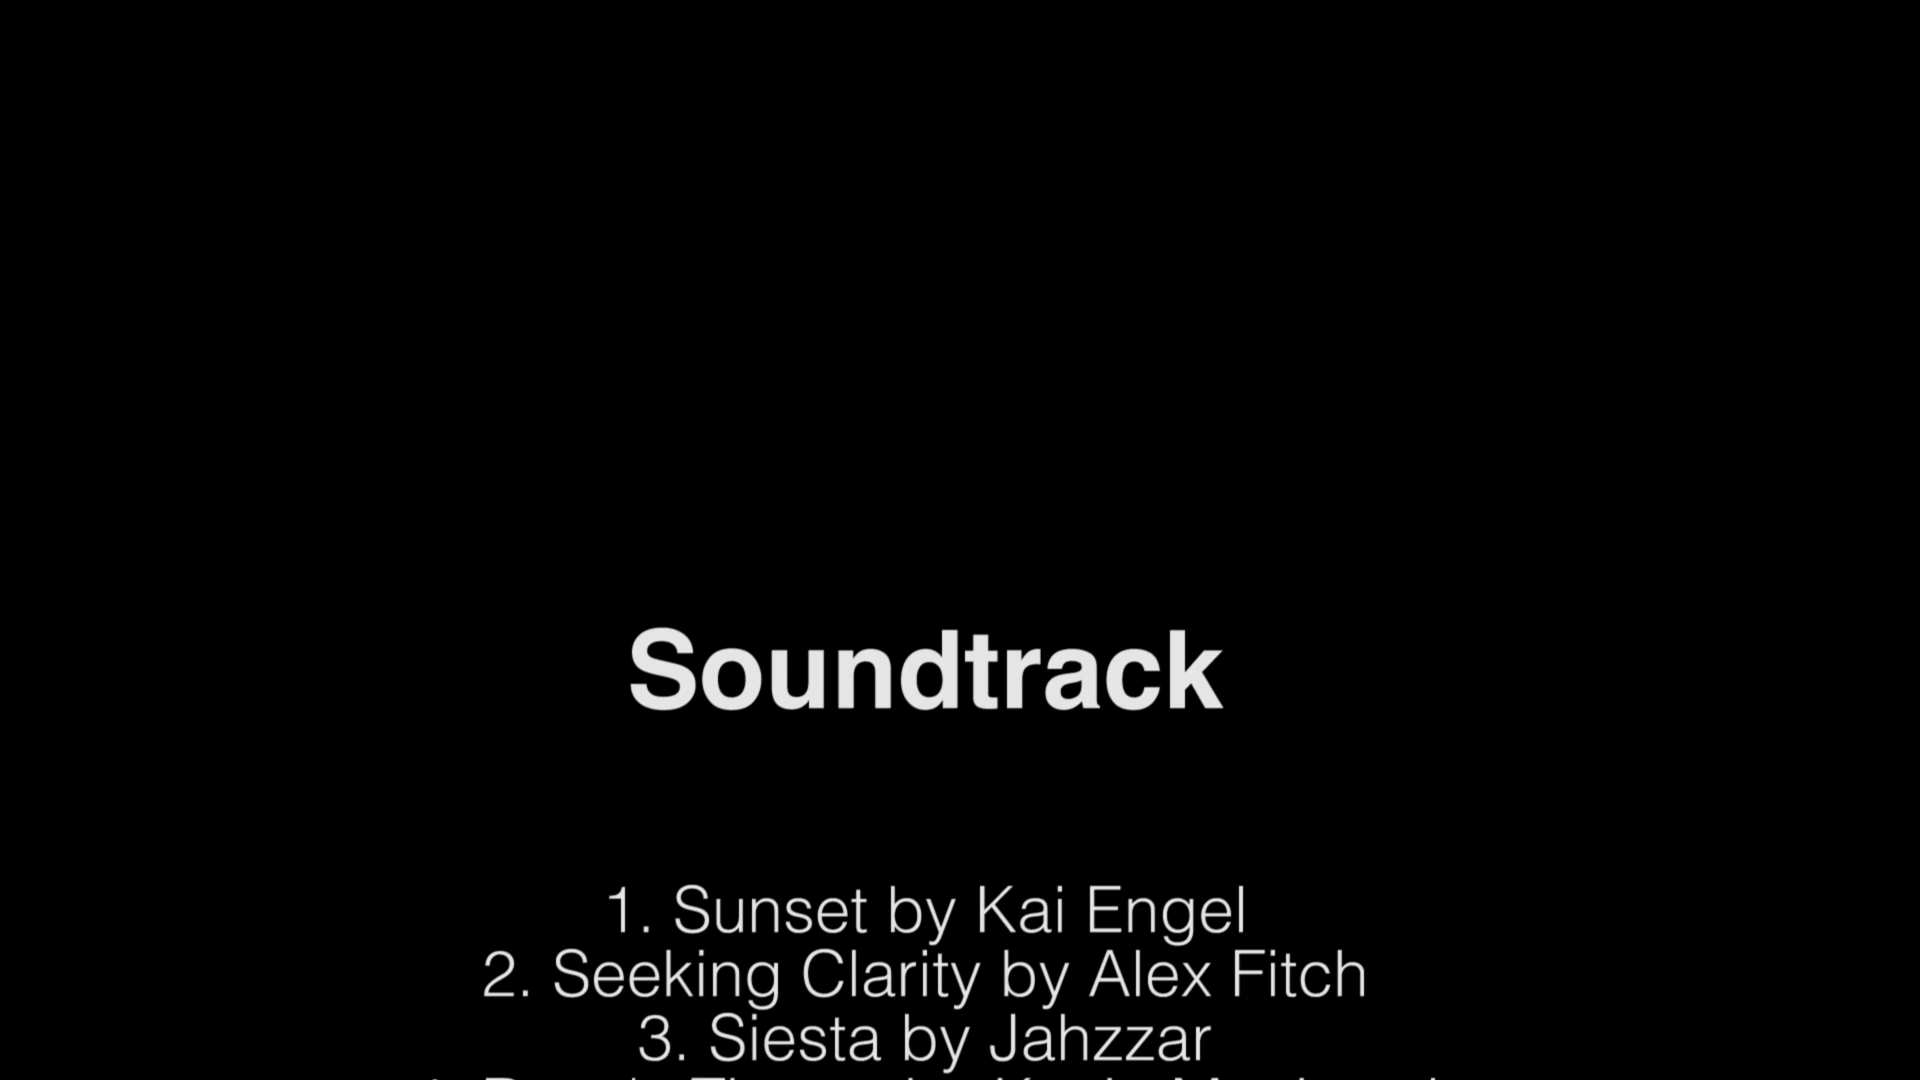 Soundtrack
1. Sunset by Kai Engel
2. Seeking Clarity by Alex Fitch
3. Siesta by Jahzzar